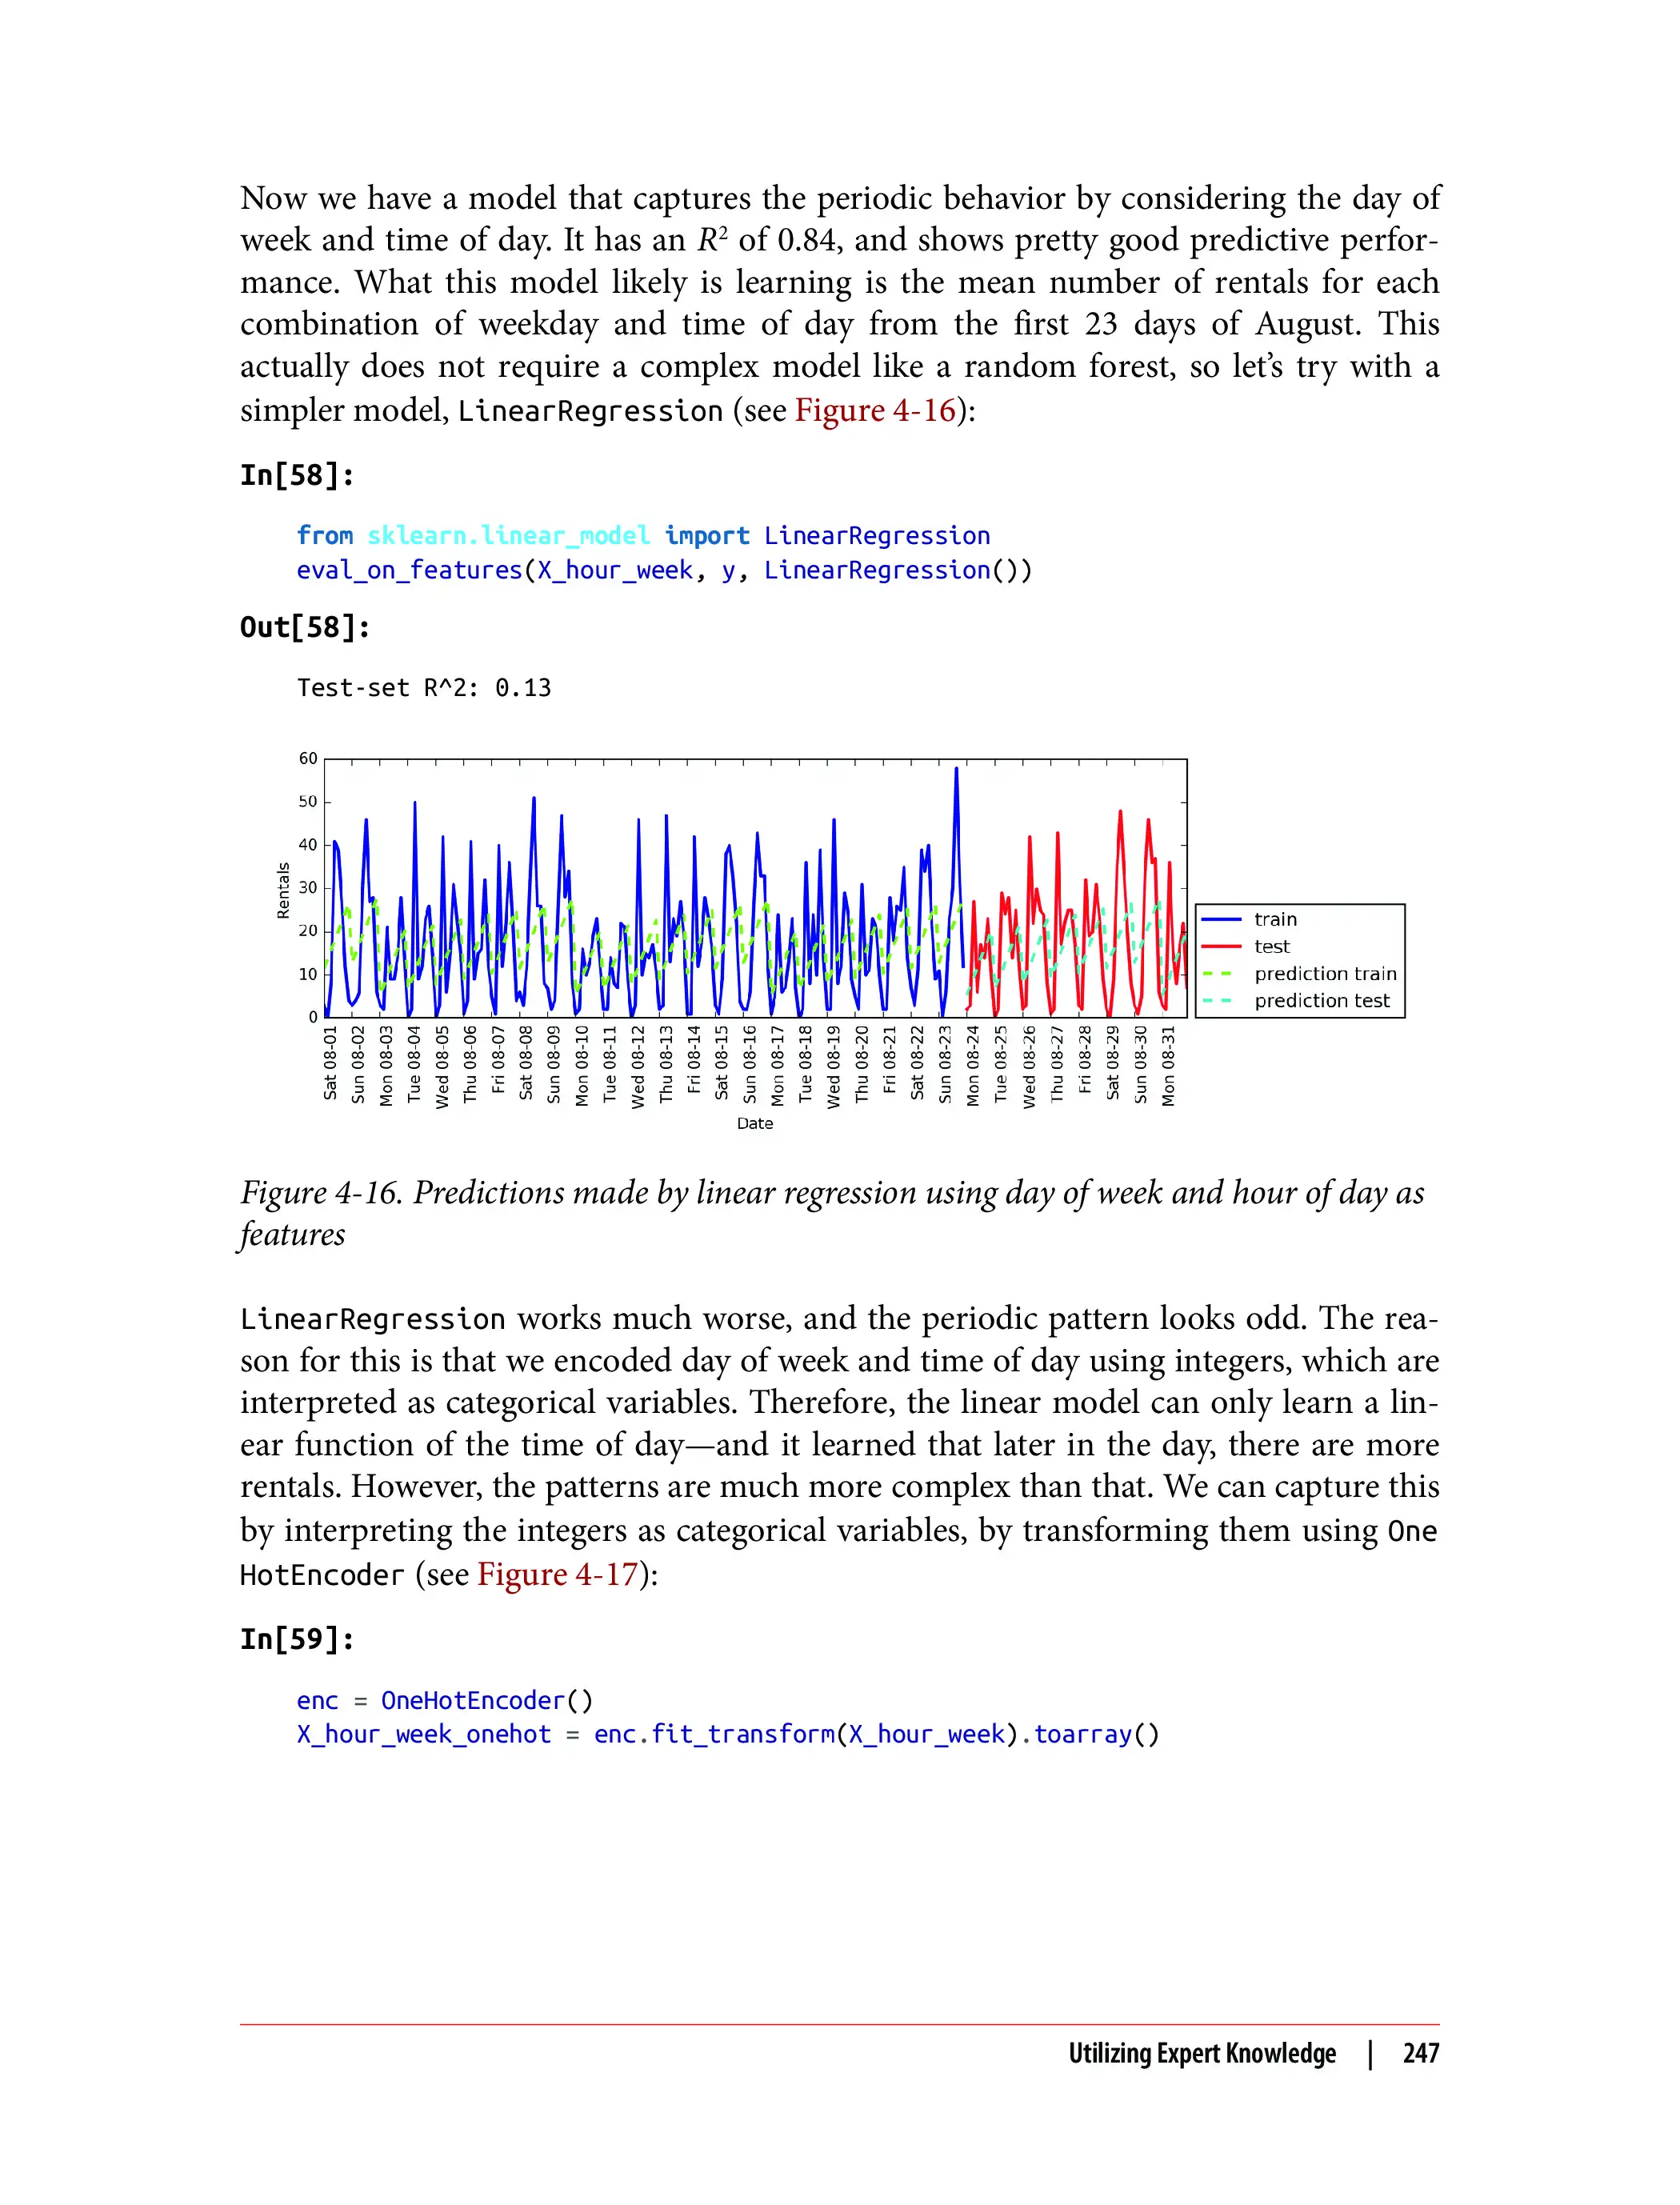 Now we have a model that captures the periodic behavior by considering the day of
week and time of day. It has an R² of 0.84, and shows pretty good predictive perfor-
mance. What this model likely is learning is the mean number of rentals for each
combination of weekday and time of day from the first 23 days of August. This
actually does not require a complex model like a random forest, so let’s try with a
simpler model, LinearRegression (see Figure 4-16):
In[58]:
from sklearn.linear_model import LinearRegression
eval_on_features(X_hour_week, y, LinearRegression())
Out[58]:
Test-set R^2: 0.13
60
50
40
30
20
10
0
Rentals
Sat 08-01
Sun 08-02
Mon 08-03
Tue 08-04
Wed 08-05
Thu 08-06
Fri 08-07
Sat 08-08
Sun 08-09
Mon 08-10
Tue 08-11
Wed 08-12
Thu 08-13
Fri 08-14
Sat 08-15
Sun 08-16
Mon 08-17
Tue 08-18
Wed 08-19
Thu 08-20
Fri 08-21
Sat 08-22
Sun 08-23
Mon 08-24
Tue 08-25
Wed 08-26
Thu 08-27
Fri 08-28
Sat 08-29
Sun 08-30
Mon 08-31
Date
train
test
prediction train
prediction test
Figure 4-16. Predictions made by linear regression using day of week and hour of day as
features
LinearRegression works much worse, and the periodic pattern looks odd. The rea-
son for this is that we encoded day of week and time of day using integers, which are
interpreted as categorical variables. Therefore, the linear model can only learn a lin-
ear function of the time of day—and it learned that later in the day, there are more
rentals. However, the patterns are much more complex than that. We can capture this
by interpreting the integers as categorical variables, by transforming them using One
HotEncoder (see Figure 4-17):
In[59]:
enc = OneHotEncoder()
X_hour_week_onehot = enc.fit_transform(X_hour_week).toarray()
Utilizing Expert Knowledge | 247